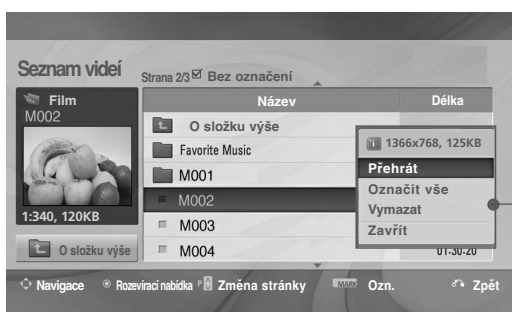 Seznam videí
Strana 2/3 Bez označení
Film
M002
1:340, 120KB
O složku výše
Název
Délka
O složku výše
Favorite Music
M001
M002
M003
M004
01-30-20
1366x768, 125KB
Přehrát
Označit vše
Vymazat
Zavřít
Navigace
Rozevírací nabídka
P Změna stránky
MARK Ozn.
Zpět